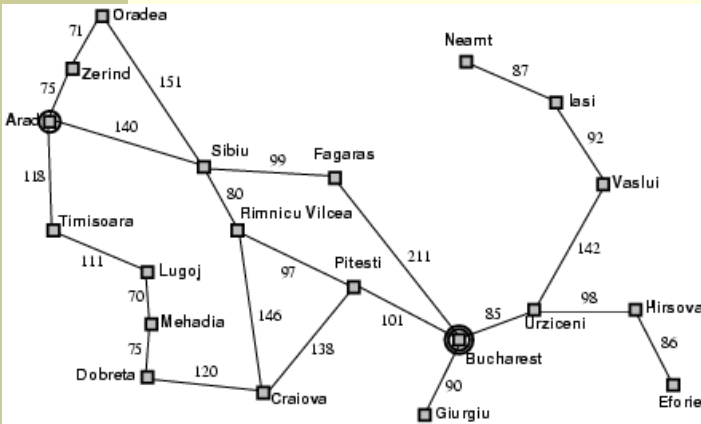 Oradea
71
Neamt
Zerind
87
75
151
Iasi
Arad
140
92
Sibiu
99
Fagaras
118
80
Vaslui
Timisoara
Rimnicu Vilcea
142
111
Lugoj
97
Pitesti
211
70
98
Hirsova
Mehadia
146
101
85
Urziceni
75
138
86
Bucharest
120
90
Dobreta
Craiova
Eforie
Giurgiu